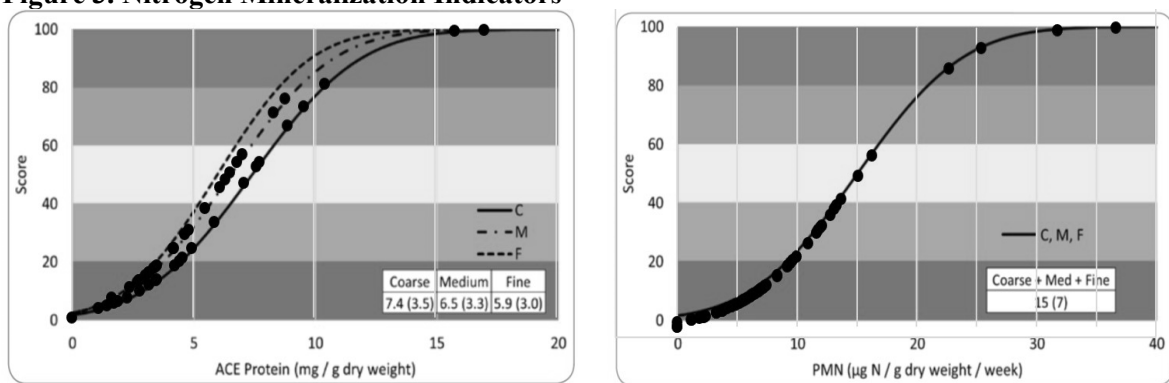 Figure 3. Nitrogen Mineralization Indicators
100
80
60
40
20
0
Score
C
M
F
Coarse Medium Fine
7.4 (3.5) 6.5 (3.3) 5.9 (3.0)
0 5 10 15 20
ACE Protein (mg / g dry weight)
100
80
60
40
20
0
Score
C, M, F
Coarse + Med + Fine
15 (7)
0 10 20 30 40
PMN (µg N / g dry weight / week)